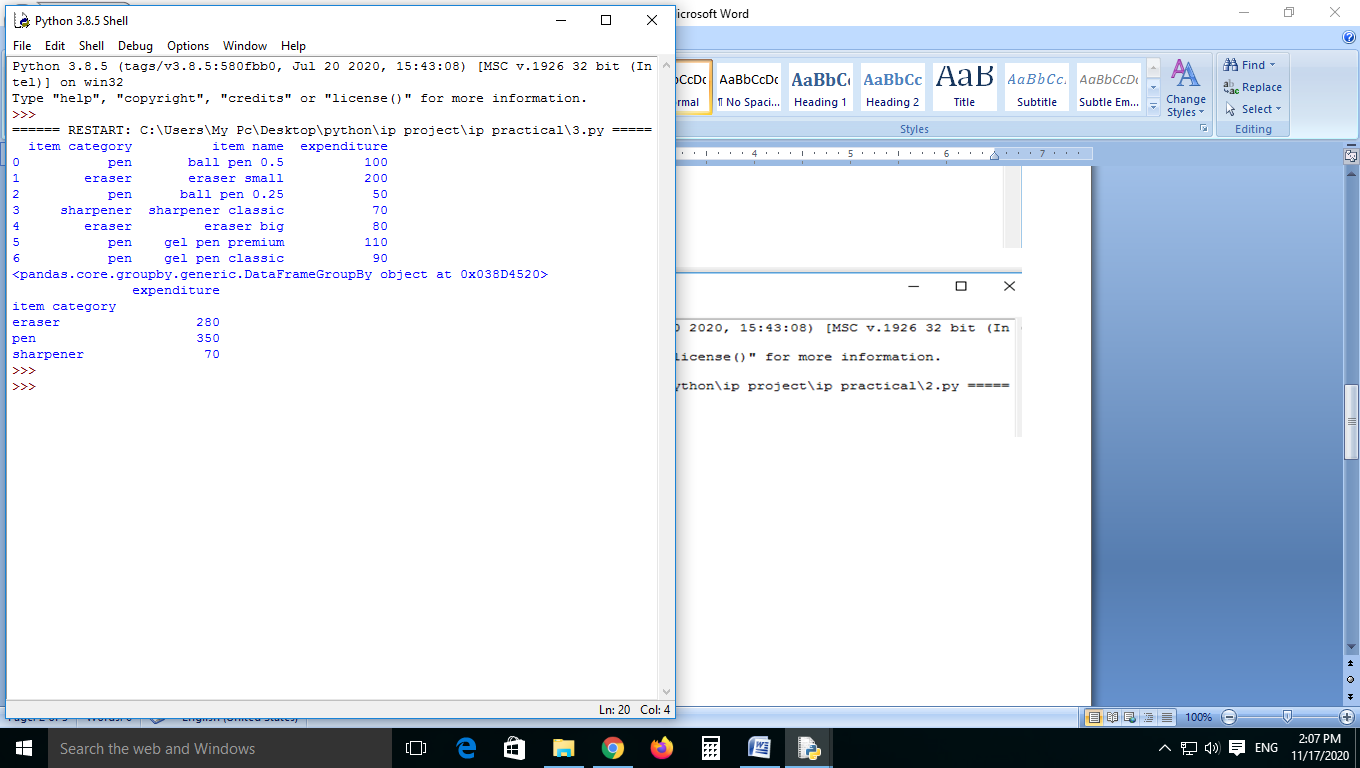 Python 3.8.5 Shell
File Edit Shell Debug Options Window Help
Python 3.8.5 (tags/v3.8.5:580fbb0, Jul 20 2020, 15:43:08) [MSC v.1926 32 bit (In
tel)] on win32
Type "help", "copyright", "credits" or "license()" for more information.
>>>
====== RESTART: C:\Users\My Pc\Desktop\python\ip project\ip practical\3.py =====
  item category          item name  expenditure
0           pen       ball pen 0.5          100
1        eraser       eraser small          200
2           pen      ball pen 0.25           50
3     sharpener  sharpener classic           70
4        eraser         eraser big           80
5           pen    gel pen premium          110
6           pen    gel pen classic           90
<pandas.core.groupby.generic.DataFrameGroupBy object at 0x038D4520>
               expenditure
item category
eraser                 280
pen                    350
sharpener               70
>>>
>>>
Ln: 20 Col: 4
icrosoft Word
AaBbCcDc
¶ No Spaci...
AaBbCc
Heading 1
AaBbCc
Heading 2
AaB
Title
AaBbCc.
Subtitle
AaBbCcDc
Subtle Em...
Change
Styles
Styles
Find
Replace
Select
Editing
4 5 6 7
0 2020, 15:43:08) [MSC v.1926 32 bit (In
license()" for more information.
ython\ip project\ip practical\2.py =====
English (United States)
100%
Search the web and Windows
ENG
2:07 PM
11/17/2020